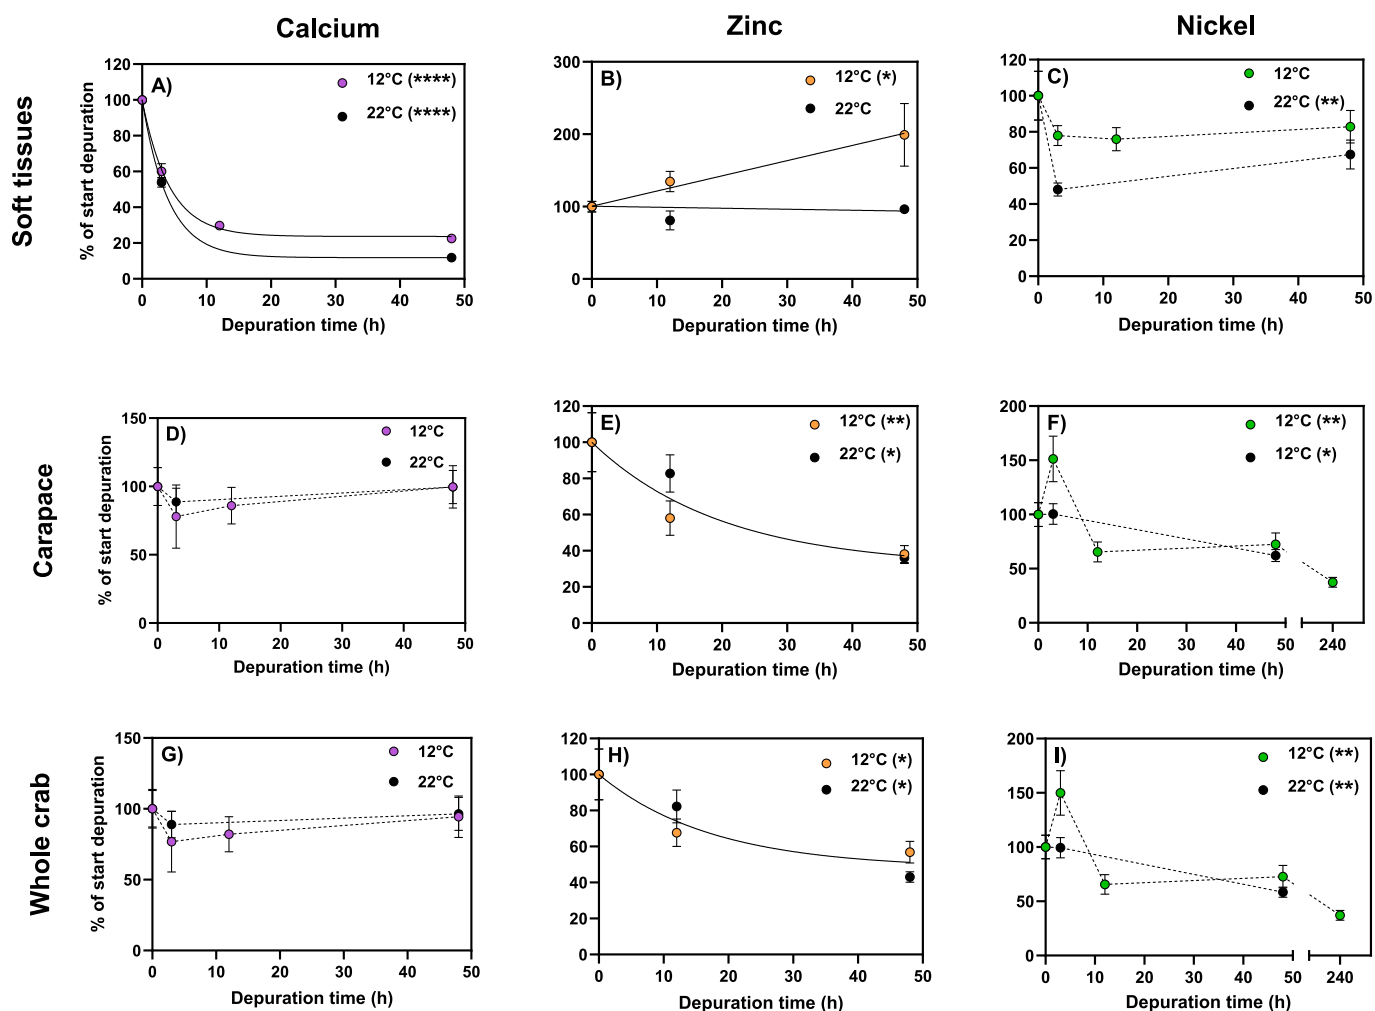 Calcium
Zinc
Nickel
Soft tissues
% of start depuration
A)
12°C (****)
22°C (****)
120
100
80
60
40
20
0
0 10 20 30 40 50
Depuration time (h)
B)
12°C (*)
22°C
300
200
100
0
0 10 20 30 40 50
Depuration time (h)
C)
12°C
22°C (**)
120
100
80
60
40
20
0
0 10 20 30 40 50
Depuration time (h)
Carapace
% of start depuration
D)
12°C
22°C
150
100
50
0
0 10 20 30 40 50
Depuration time (h)
E)
12°C (**)
22°C (*)
120
100
80
60
40
20
0
0 10 20 30 40 50
Depuration time (h)
F)
12°C (**)
12°C (*)
200
150
100
50
0
0 10 20 30 40 50 240
Depuration time (h)
Whole crab
% of start depuration
G)
12°C
22°C
150
100
50
0
0 10 20 30 40 50
Depuration time (h)
H)
12°C (*)
22°C (*)
120
100
80
60
40
20
0
0 10 20 30 40 50
Depuration time (h)
I)
12°C (**)
22°C (**)
200
150
100
50
0
0 10 20 30 40 50 240
Depuration time (h)